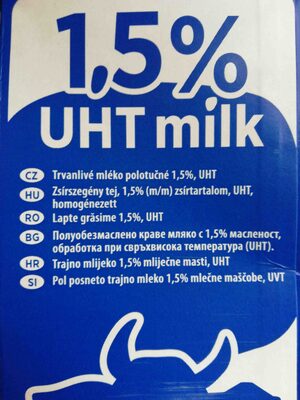 1,5%
UHT milk
CZ Trvanlivé mléko polotučné 1,5%, UHT
HU Zsírszegény tej, 1,5% (m/m) zsírtartalom, UHT,
homogénezett
RO Lapte grăsime 1,5%, UHT
BG Полуобезмаслено краве мляко с 1,5% масленост,
обработка при свръхвисока температура (UHT).
HR Trajno mlijeko 1,5% mliječne masti, UHT
SI Pol posneto trajno mleko 1,5% mlečne maščobe, UVT